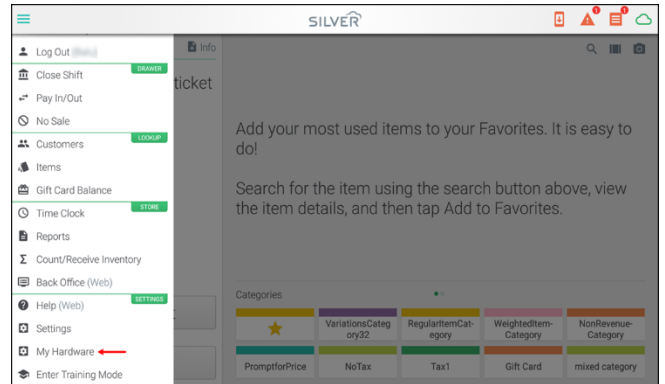 SILVER
1
1
Log Out
Info
DRAWER
Close Shift
ticket
Pay In/Out
No Sale
LOOKUP
Customers
Items
Gift Card Balance
STORE
Time Clock
Reports
Count/Receive Inventory
Back Office (Web)
SETTINGS
Help (Web)
Settings
My Hardware
Enter Training Mode
Add your most used items to your Favorites. It is easy to
do!
Search for the item using the search button above, view
the item details, and then tap Add to Favorites.
Categories
VariationsCateg
ory32
RegularItemCat-
egory
WeightedItem-
Category
NonRevenue-
Category
PromptforPrice
NoTax
Tax1
Gift Card
mixed category